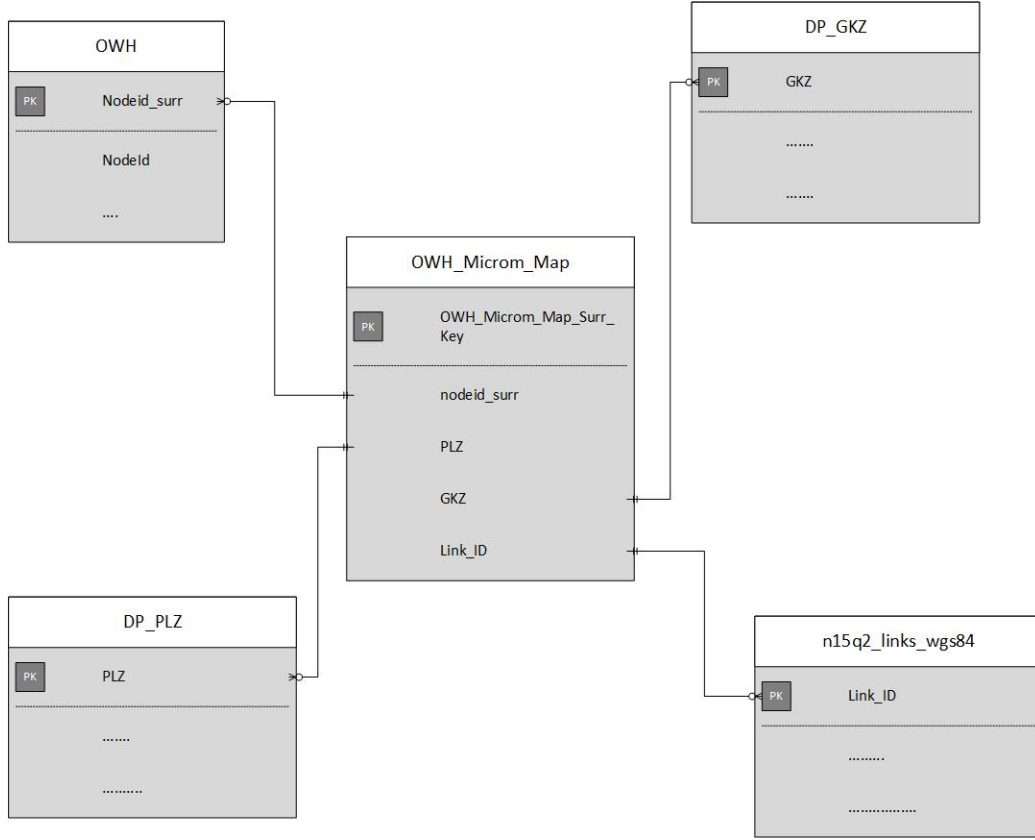 OWH
PK
Nodeid_surr
NodeId
....
DP_GKZ
PK
GKZ
.......
.......
OWH_Microm_Map
PK
OWH_Microm_Map_Surr_
Key
nodeid_surr
PLZ
GKZ
Link_ID
DP_PLZ
PK
PLZ
.......
..........
n15q2_links_wgs84
PK
Link_ID
.........
.................